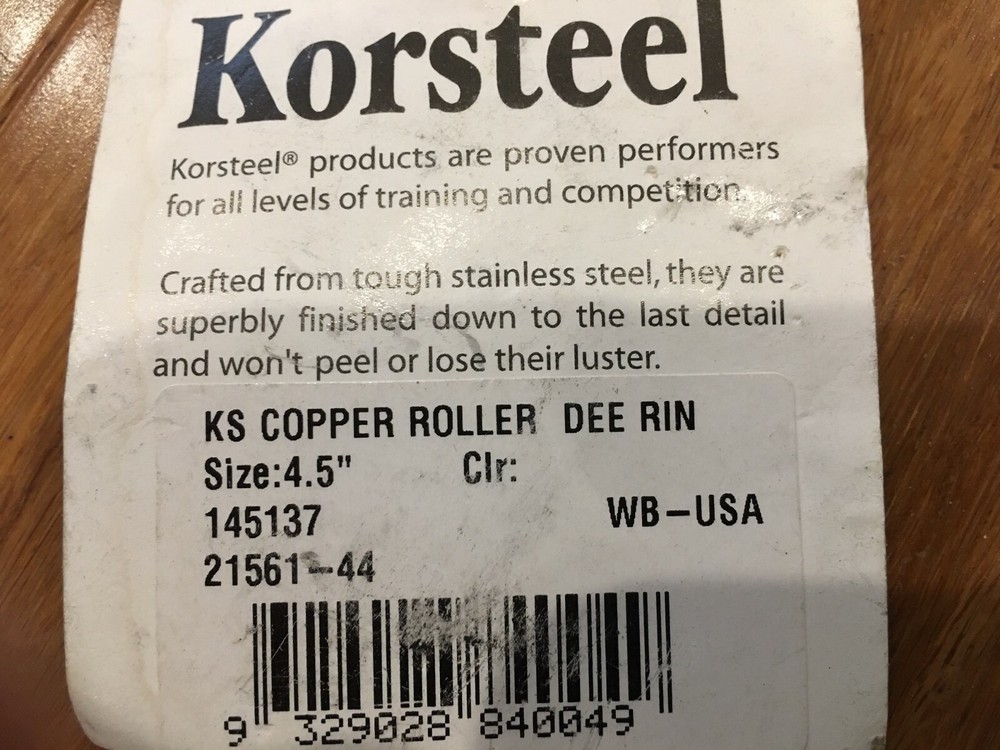 Korsteel
Korsteel® products are proven performers
for all levels of training and competition.
Crafted from tough stainless steel, they are
superbly finished down to the last detail
and won't peel or lose their luster.
KS COPPER ROLLER DEE RIN
Size:4.5" Clr:
145137 WB-USA
21561-44
9 329028 840049